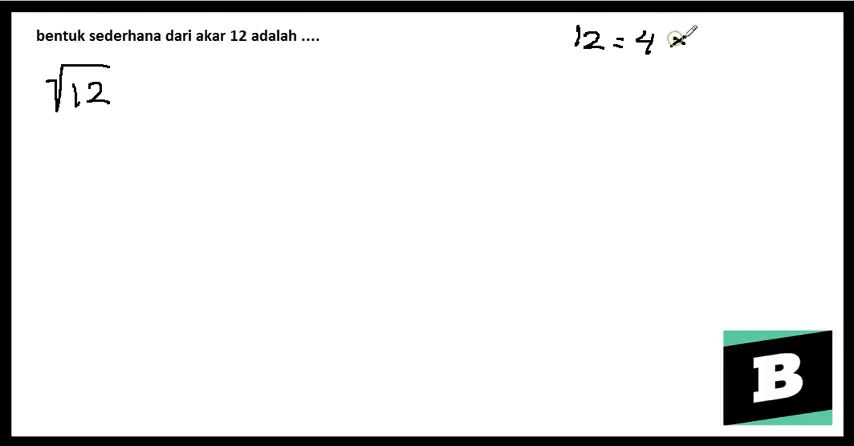 bentuk sederhana dari akar 12 adalah ....
12 = 4 ×
√12
B